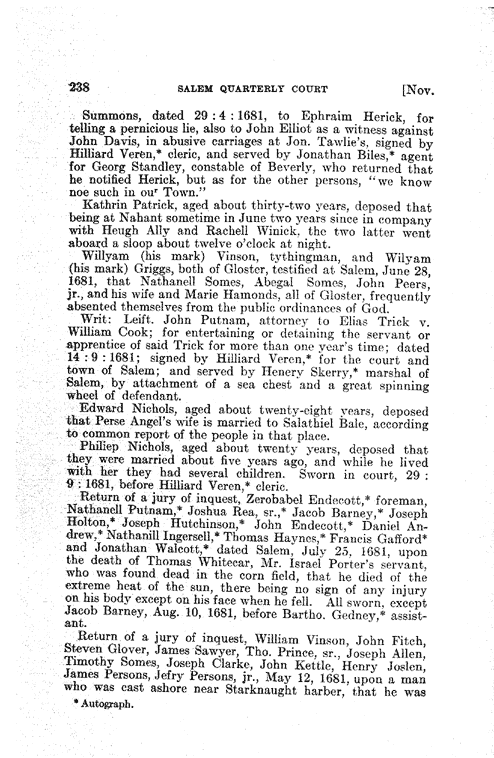 238 SALEM QUARTERLY COURT [Nov.
Summons, dated 29 : 4 : 1681, to Ephraim Herick, for
telling a pernicious lie, also to John Elliot as a witness against
John Davis, in abusive carriages at Jon. Tawlie's, signed by
Hilliard Veren,* cleric, and served by Jonathan Biles,* agent
for Georg Standley, constable of Beverly, who returned that
he notified Herick, but as for the other persons, "we know
noe such in ouʳ Town."
Kathrin Patrick, aged about thirty-two years, deposed that
being at Nahant sometime in June two years since in company
with Heugh Ally and Rachell Winick, the two latter went
aboard a sloop about twelve o'clock at night.
Willyam (his mark) Vinson, tythingman, and Wilyam
(his mark) Griggs, both of Gloster, testified at Salem, June 28,
1681, that Nathanell Somes, Abegal Somes, John Peers,
jr., and his wife and Marie Hamonds, all of Gloster, frequently
absented themselves from the public ordinances of God.
Writ: Leift. John Putnam, attorney to Elias Trick v.
William Cook; for entertaining or detaining the servant or
apprentice of said Trick for more than one year's time; dated
14 : 9 : 1681; signed by Hilliard Veren,* for the court and
town of Salem; and served by Henery Skerry,* marshal of
Salem, by attachment of a sea chest and a great spinning
wheel of defendant.
Edward Nichols, aged about twenty-eight years, deposed
that Perse Angel's wife is married to Salathiel Bale, according
to common report of the people in that place.
Philiep Nichols, aged about twenty years, deposed that
they were married about five years ago, and while he lived
with her they had several children. Sworn in court, 29 :
9 : 1681, before Hilliard Veren,* cleric.
Return of a jury of inquest, Zerobabel Endecott,* foreman,
Nathanell Putnam,* Joshua Rea, sr.,* Jacob Barney,* Joseph
Holton,* Joseph Hutchinson,* John Endecott,* Daniel An-
drew,* Nathanill Ingersell,* Thomas Haynes,* Francis Gafford*
and Jonathan Walcott,* dated Salem, July 25, 1681, upon
the death of Thomas Whitecar, Mr. Israel Porter's servant,
who was found dead in the corn field, that he died of the
extreme heat of the sun, there being no sign of any injury
on his body except on his face when he fell. All sworn, except
Jacob Barney, Aug. 10, 1681, before Bartho. Gedney,* assist-
ant.
Return of a jury of inquest, William Vinson, John Fitch,
Steven Glover, James Sawyer, Tho. Prince, sr., Joseph Allen,
Timothy Somes, Joseph Clarke, John Kettle, Henry Joslen,
James Persons, Jefry Persons, jr., May 12, 1681, upon a man
who was cast ashore near Starknaught harber, that he was
* Autograph.